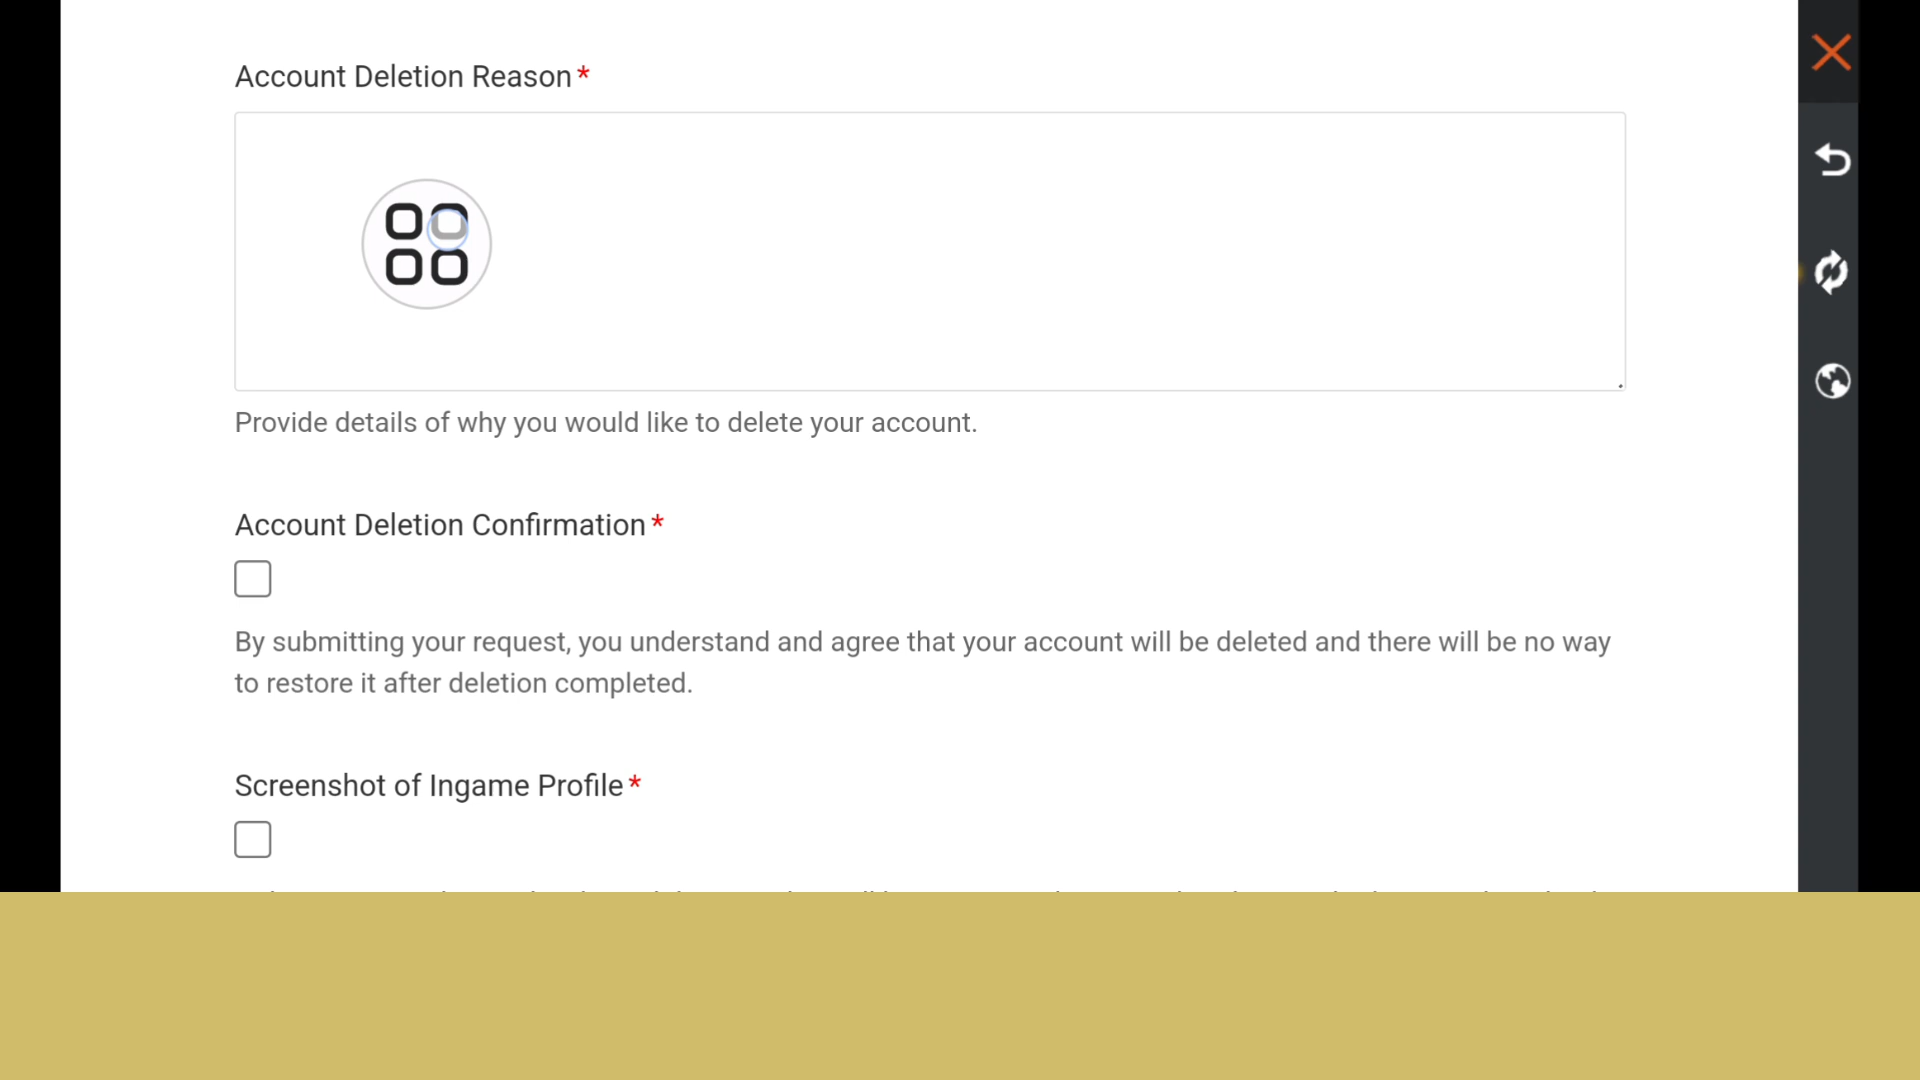 Account Deletion Reason *
Provide details of why you would like to delete your account.
Account Deletion Confirmation *
By submitting your request, you understand and agree that your account will be deleted and there will be no way
to restore it after deletion completed.
Screenshot of Ingame Profile *